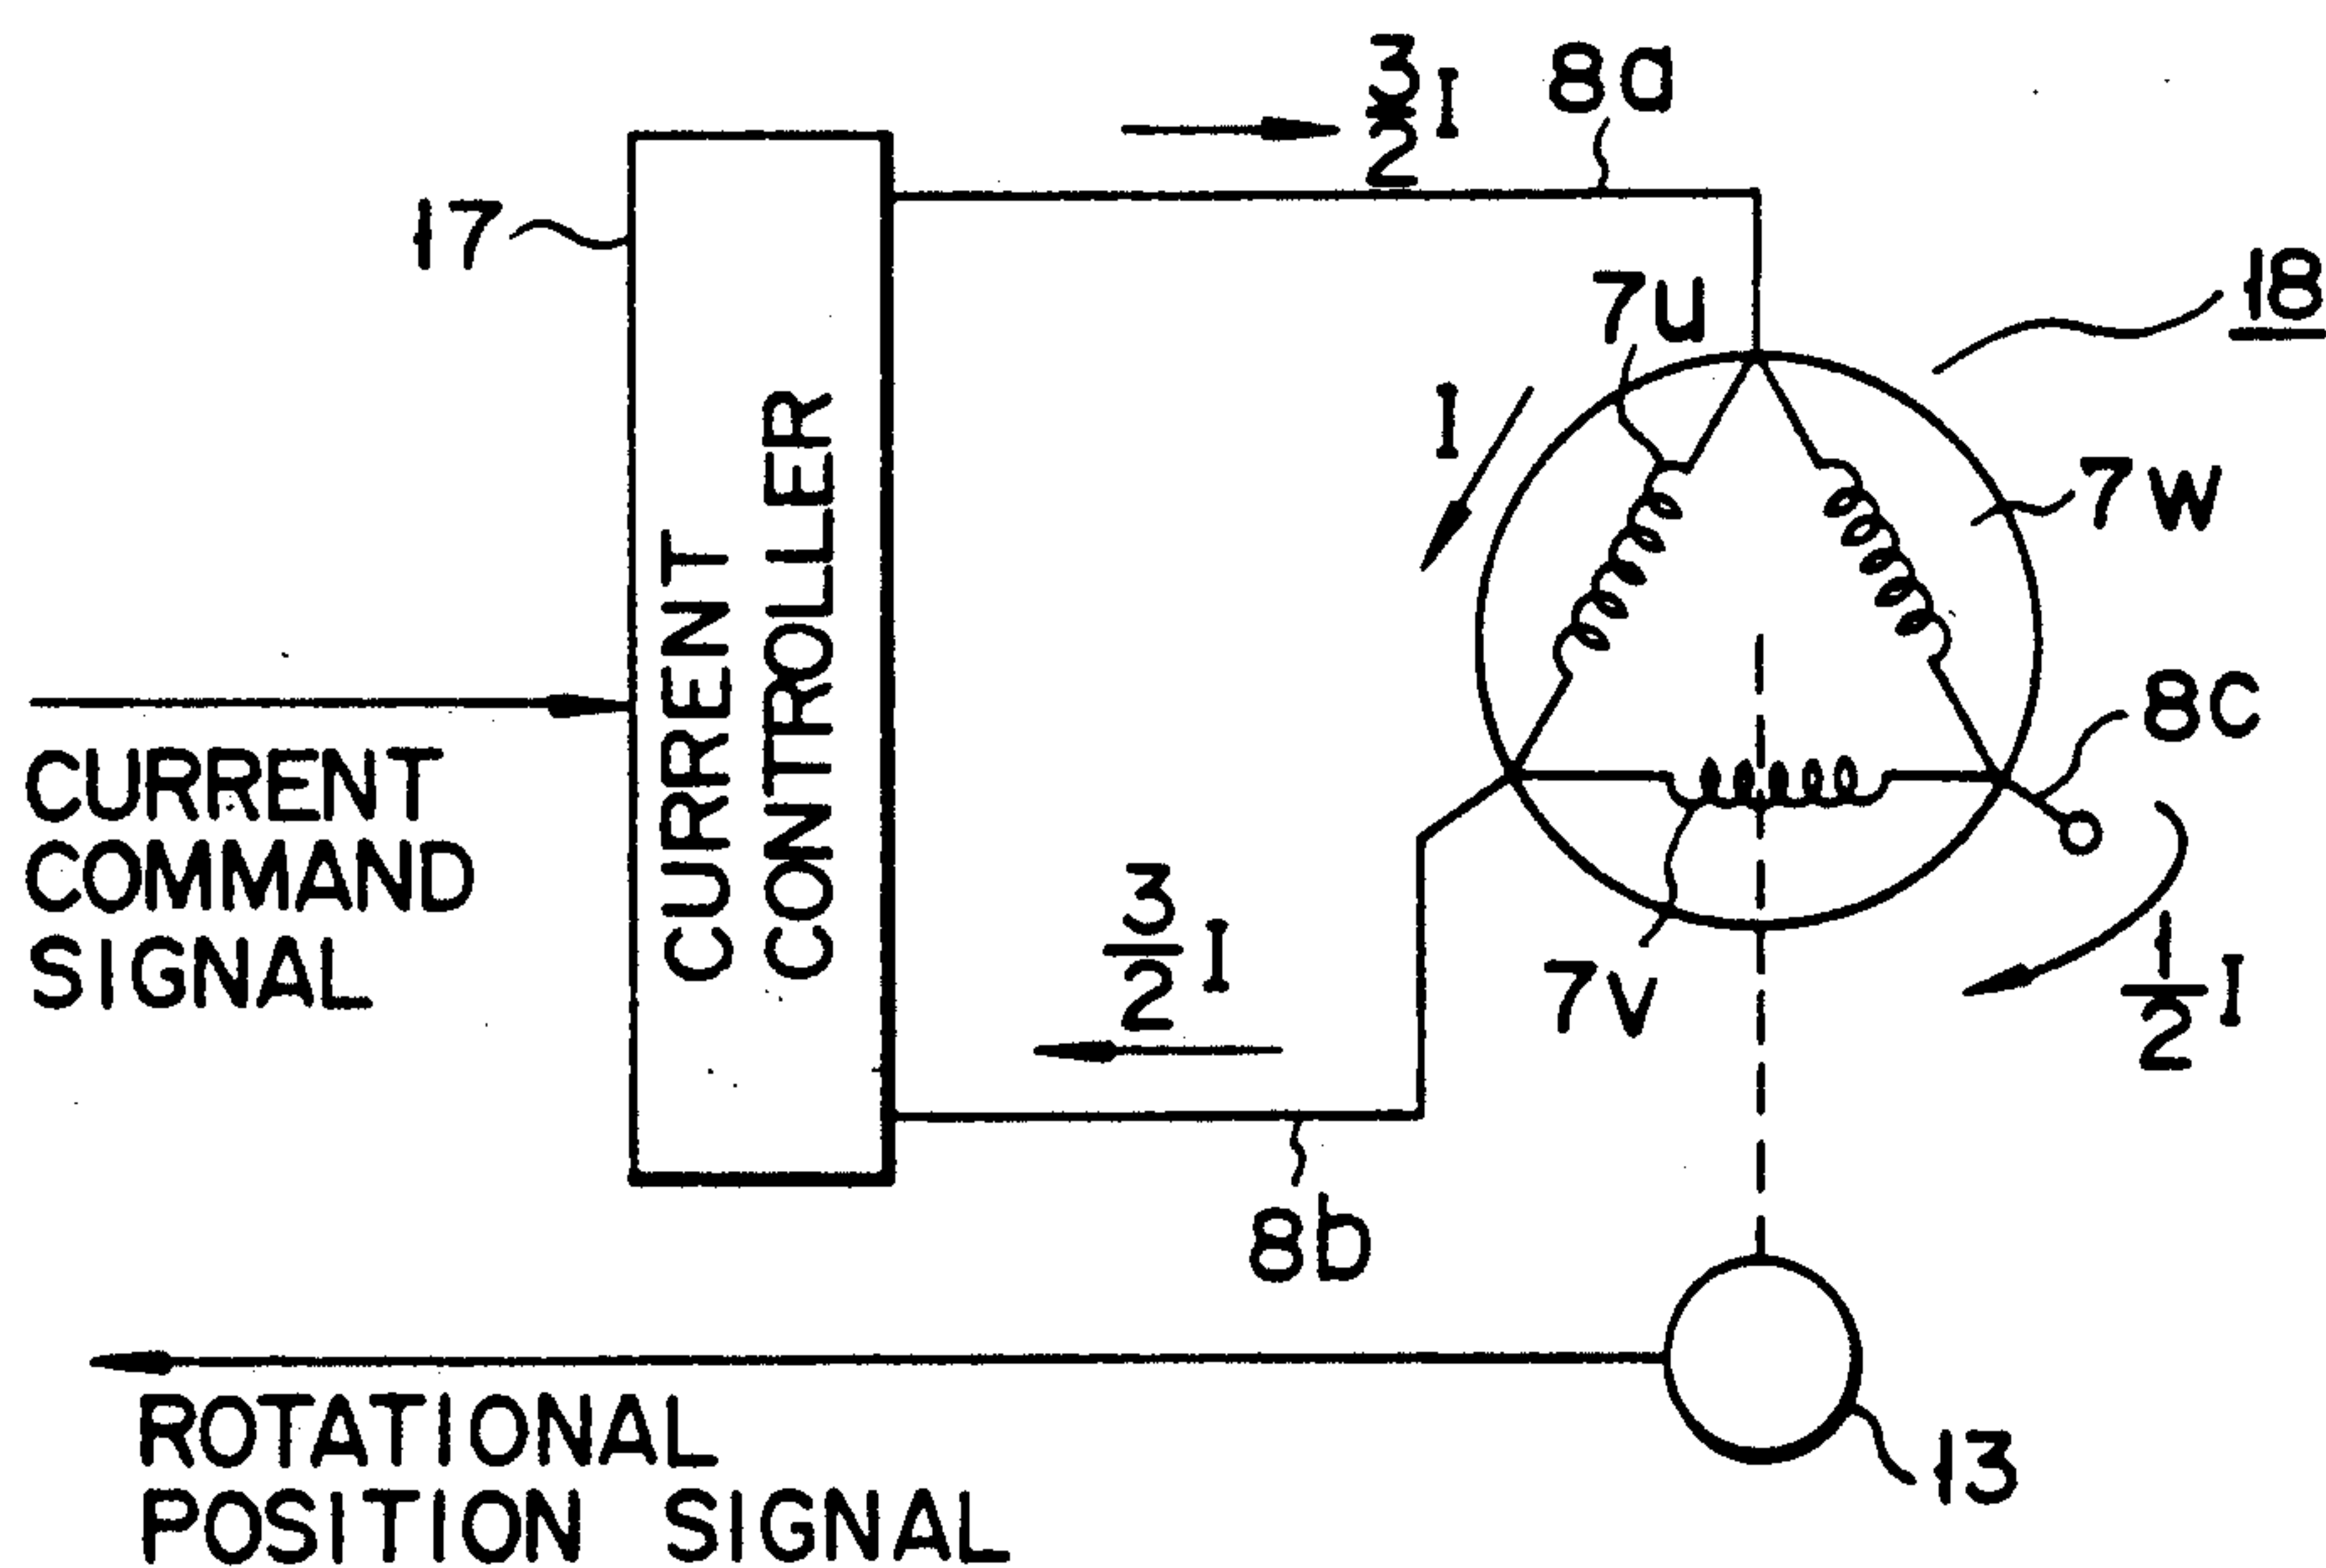 3/2 I
8a
17
18
7U
I
7W
CURRENT
CONTROLLER
8C
CURRENT
COMMAND
SIGNAL
3/2 I
1/2 I
7V
8b
ROTATIONAL
POSITION SIGNAL
13